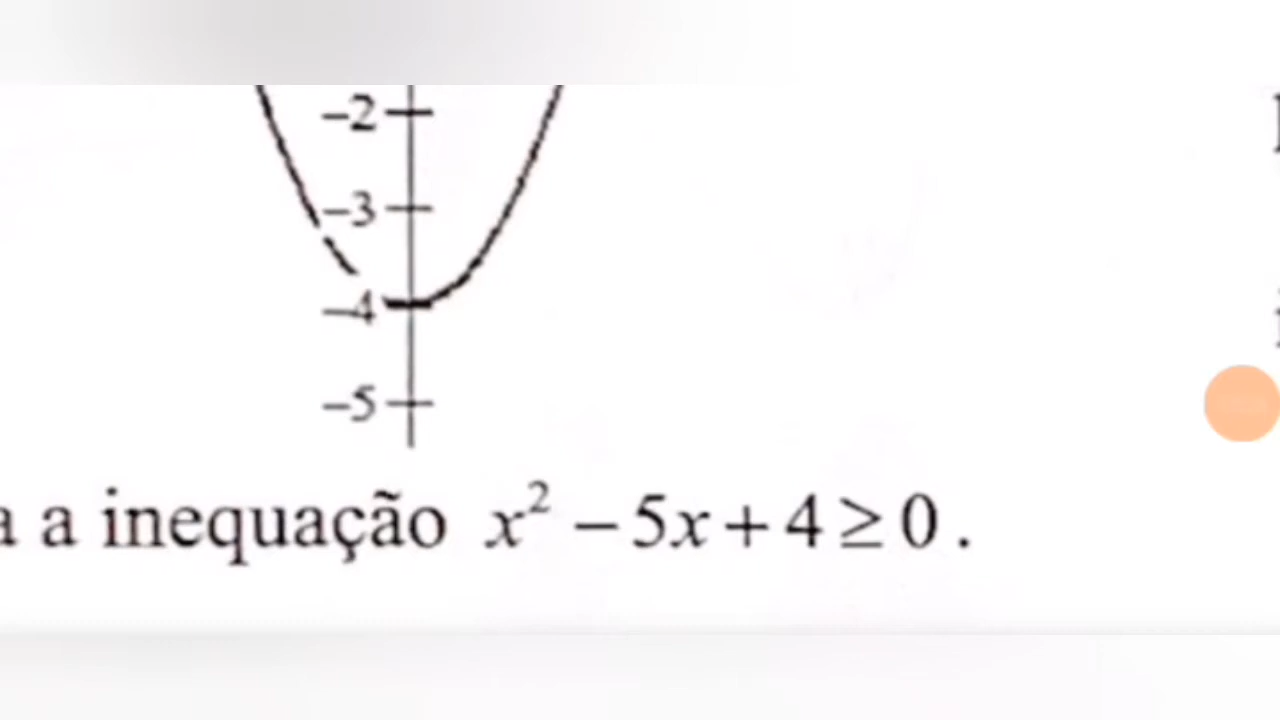 –2
–3
–4
–5
a a inequação x² – 5x + 4 ≥ 0 .